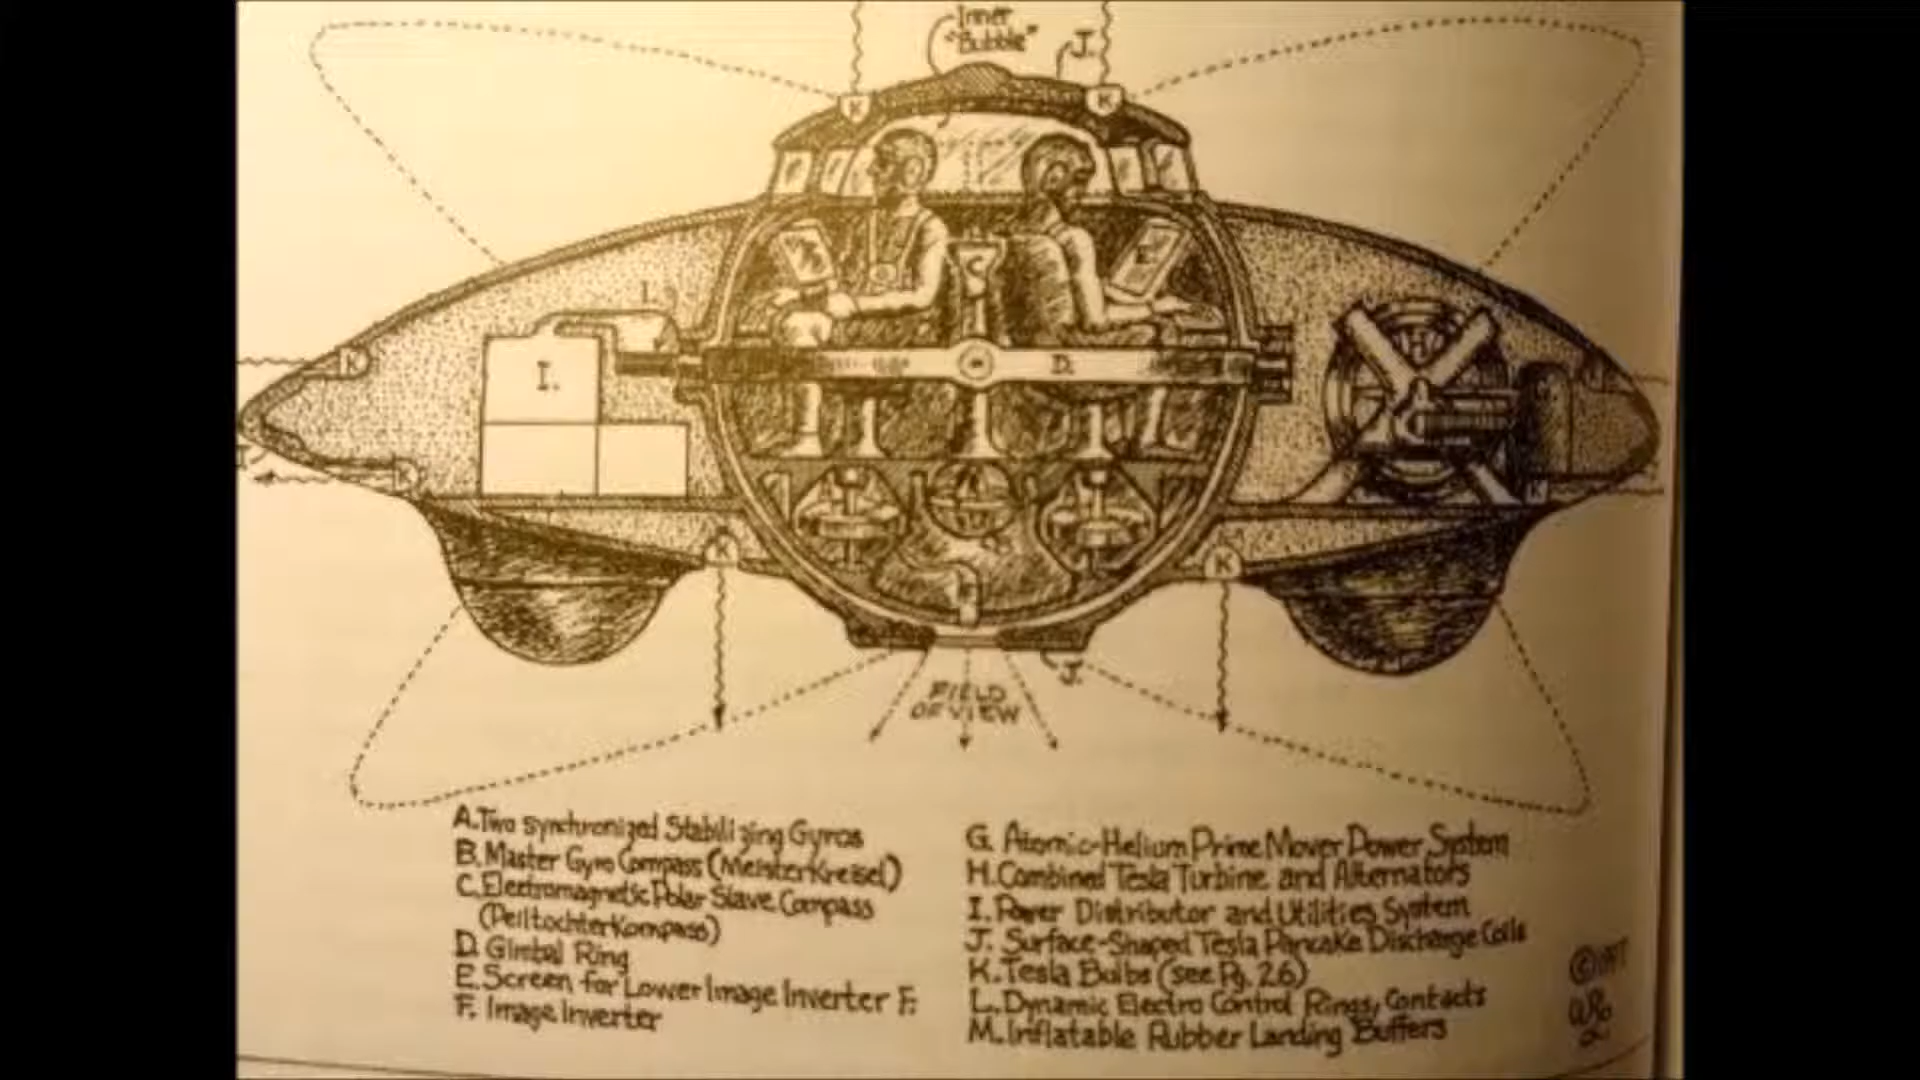 Inner
"Bubble"
J.
K
K
C
E
I.
D.
H
K
K
K
K
K
J.
FIELD
OF VIEW
A. Two Synchronized Stabilizing Gyros
B. Master Gyro Compass (Meisterkreisel)
C. Electromagnetic Polar Slave Compass
(Peiltochterkompass)
D. Gimbal Ring
E. Screen for Lower Image Inverter F.
F. Image Inverter
G. Atomic-Helium Prime Mover Power System
H. Combined Tesla Turbine and Alternators
I. Power Distributor and Utilities System
J. Surface-Shaped Tesla Pancake Discharge Coils
K. Tesla Bulbs (see Pg. 26)
L. Dynamic Electro Control Rings, Contacts
M. Inflatable Rubber Landing Buffers